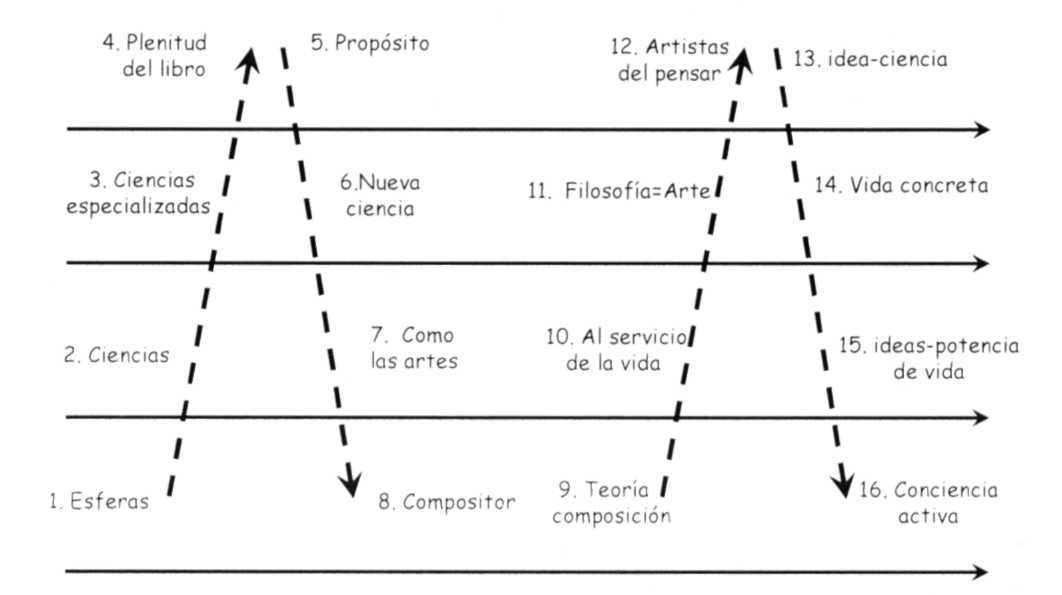 4. Plenitud
del libro
5. Propósito
12. Artistas
del pensar
13. idea-ciencia
3. Ciencias
especializadas
6.Nueva
ciencia
11. Filosofía=Arte
14. Vida concreta
2. Ciencias
7. Como
las artes
10. Al servicio
de la vida
15. ideas-potencia
de vida
1. Esferas
8. Compositor
9. Teoría
composición
16. Conciencia
activa